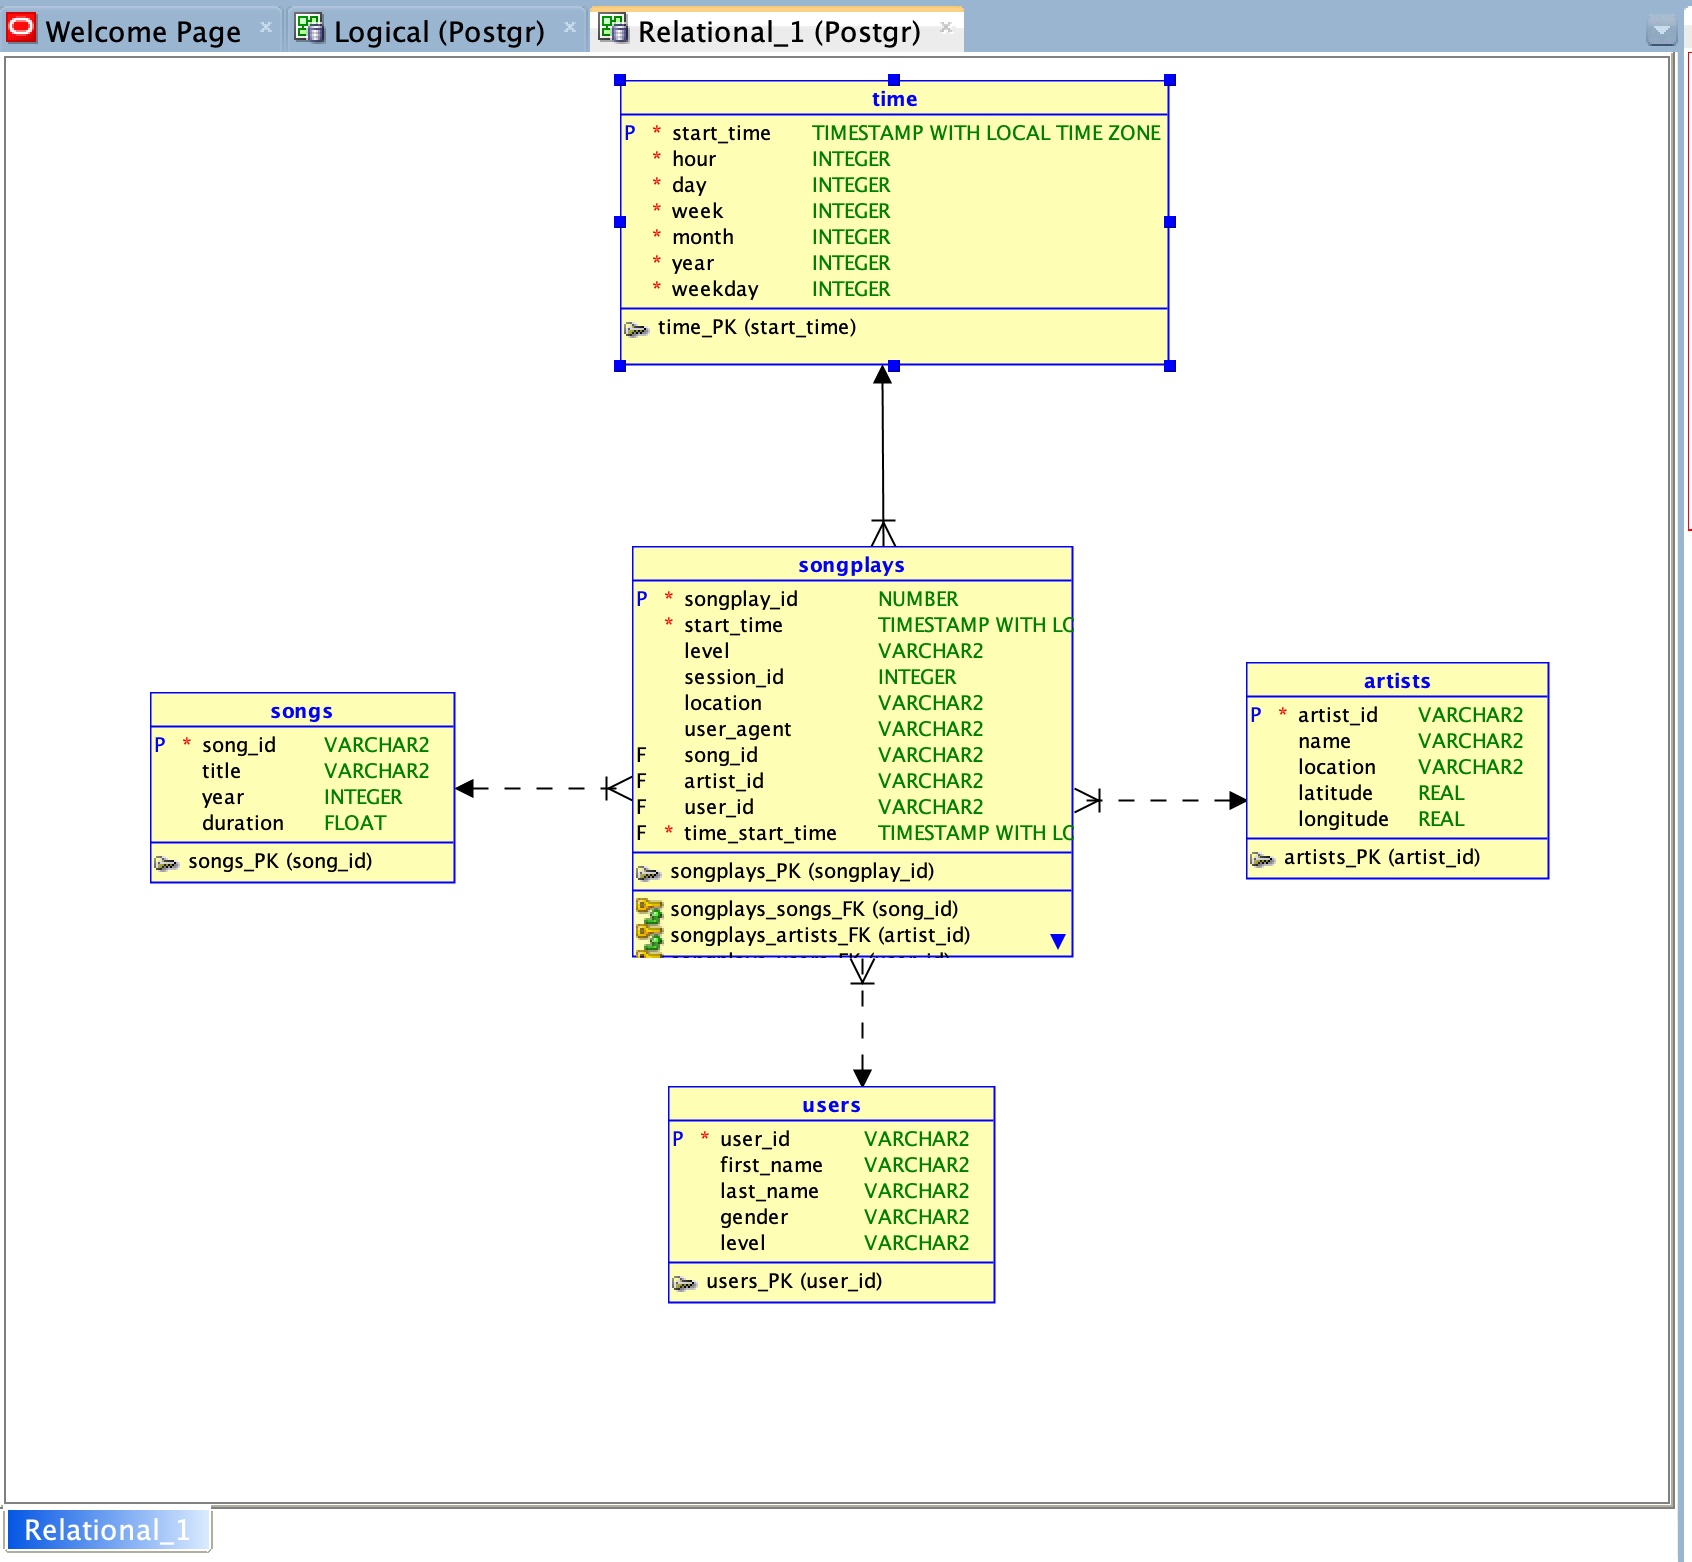 Welcome Page
Logical (Postgr)
Relational_1 (Postgr)
time
P * start_time TIMESTAMP WITH LOCAL TIME ZONE
* hour INTEGER
* day INTEGER
* week INTEGER
* month INTEGER
* year INTEGER
* weekday INTEGER
time_PK (start_time)
songplays
P * songplay_id NUMBER
* start_time TIMESTAMP WITH LO
level VARCHAR2
session_id INTEGER
location VARCHAR2
user_agent VARCHAR2
F song_id VARCHAR2
F artist_id VARCHAR2
F user_id VARCHAR2
F * time_start_time TIMESTAMP WITH LO
songplays_PK (songplay_id)
songplays_songs_FK (song_id)
songplays_artists_FK (artist_id)
songs
P * song_id VARCHAR2
title VARCHAR2
year INTEGER
duration FLOAT
songs_PK (song_id)
artists
P * artist_id VARCHAR2
name VARCHAR2
location VARCHAR2
latitude REAL
longitude REAL
artists_PK (artist_id)
users
P * user_id VARCHAR2
first_name VARCHAR2
last_name VARCHAR2
gender VARCHAR2
level VARCHAR2
users_PK (user_id)
Relational_1